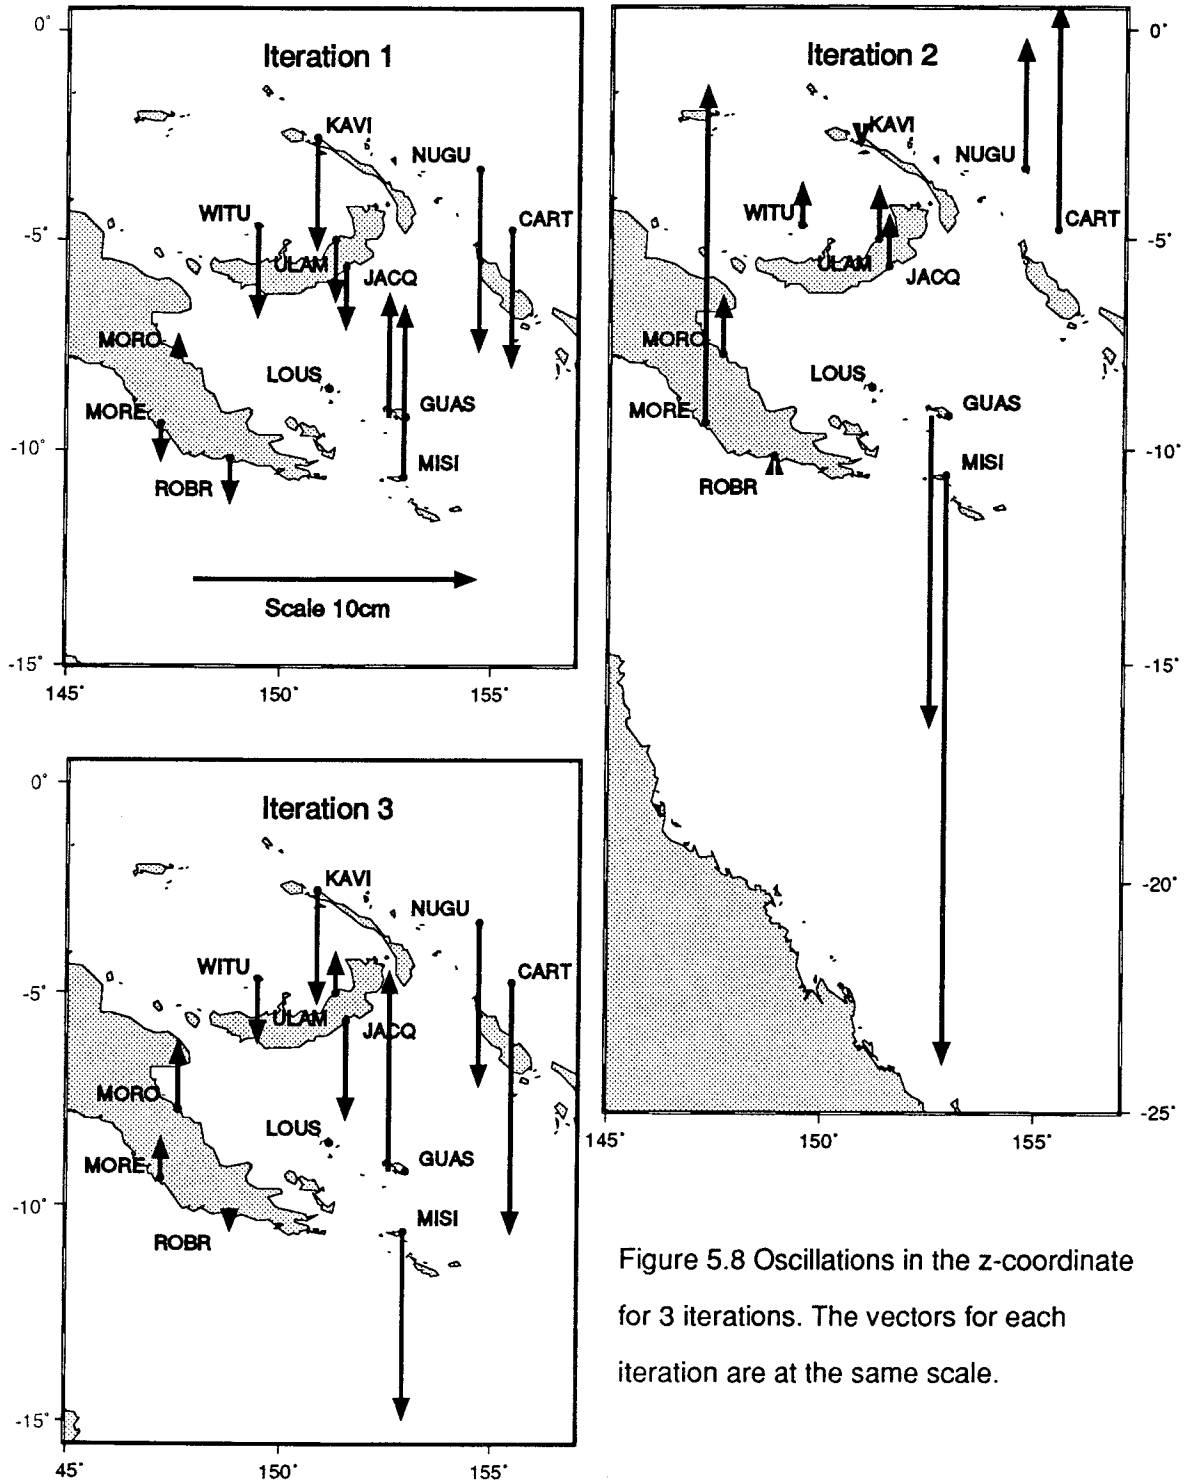 Iteration 1
0°
-5°
-10°
-15°
145°
150°
155°
KAVI
NUGU
WITU
CART
ULAM
JACQ
MORO
LOUS
MORE
GUAS
MISI
ROBR
Scale 10cm
Iteration 2
0°
-5°
-10°
-15°
-20°
-25°
145°
150°
155°
KAVI
NUGU
WITU
CART
ULAM
JACQ
MORO
LOUS
MORE
GUAS
MISI
ROBR
Iteration 3
0°
-5°
-10°
-15°
45°
150°
155°
KAVI
NUGU
WITU
CART
ULAM
JACQ
MORO
LOUS
MORE
GUAS
MISI
ROBR
Figure 5.8 Oscillations in the z-coordinate
for 3 iterations. The vectors for each
iteration are at the same scale.